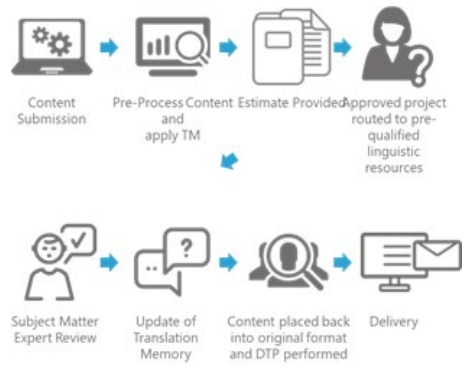 Content
Submission
Pre-Process Content
and
apply TM
Estimate Provided
Approved project
routed to pre-
qualified
linguistic
resources
Subject Matter
Expert Review
Update of
Translation
Memory
Content placed back
into original format
and DTP performed
Delivery